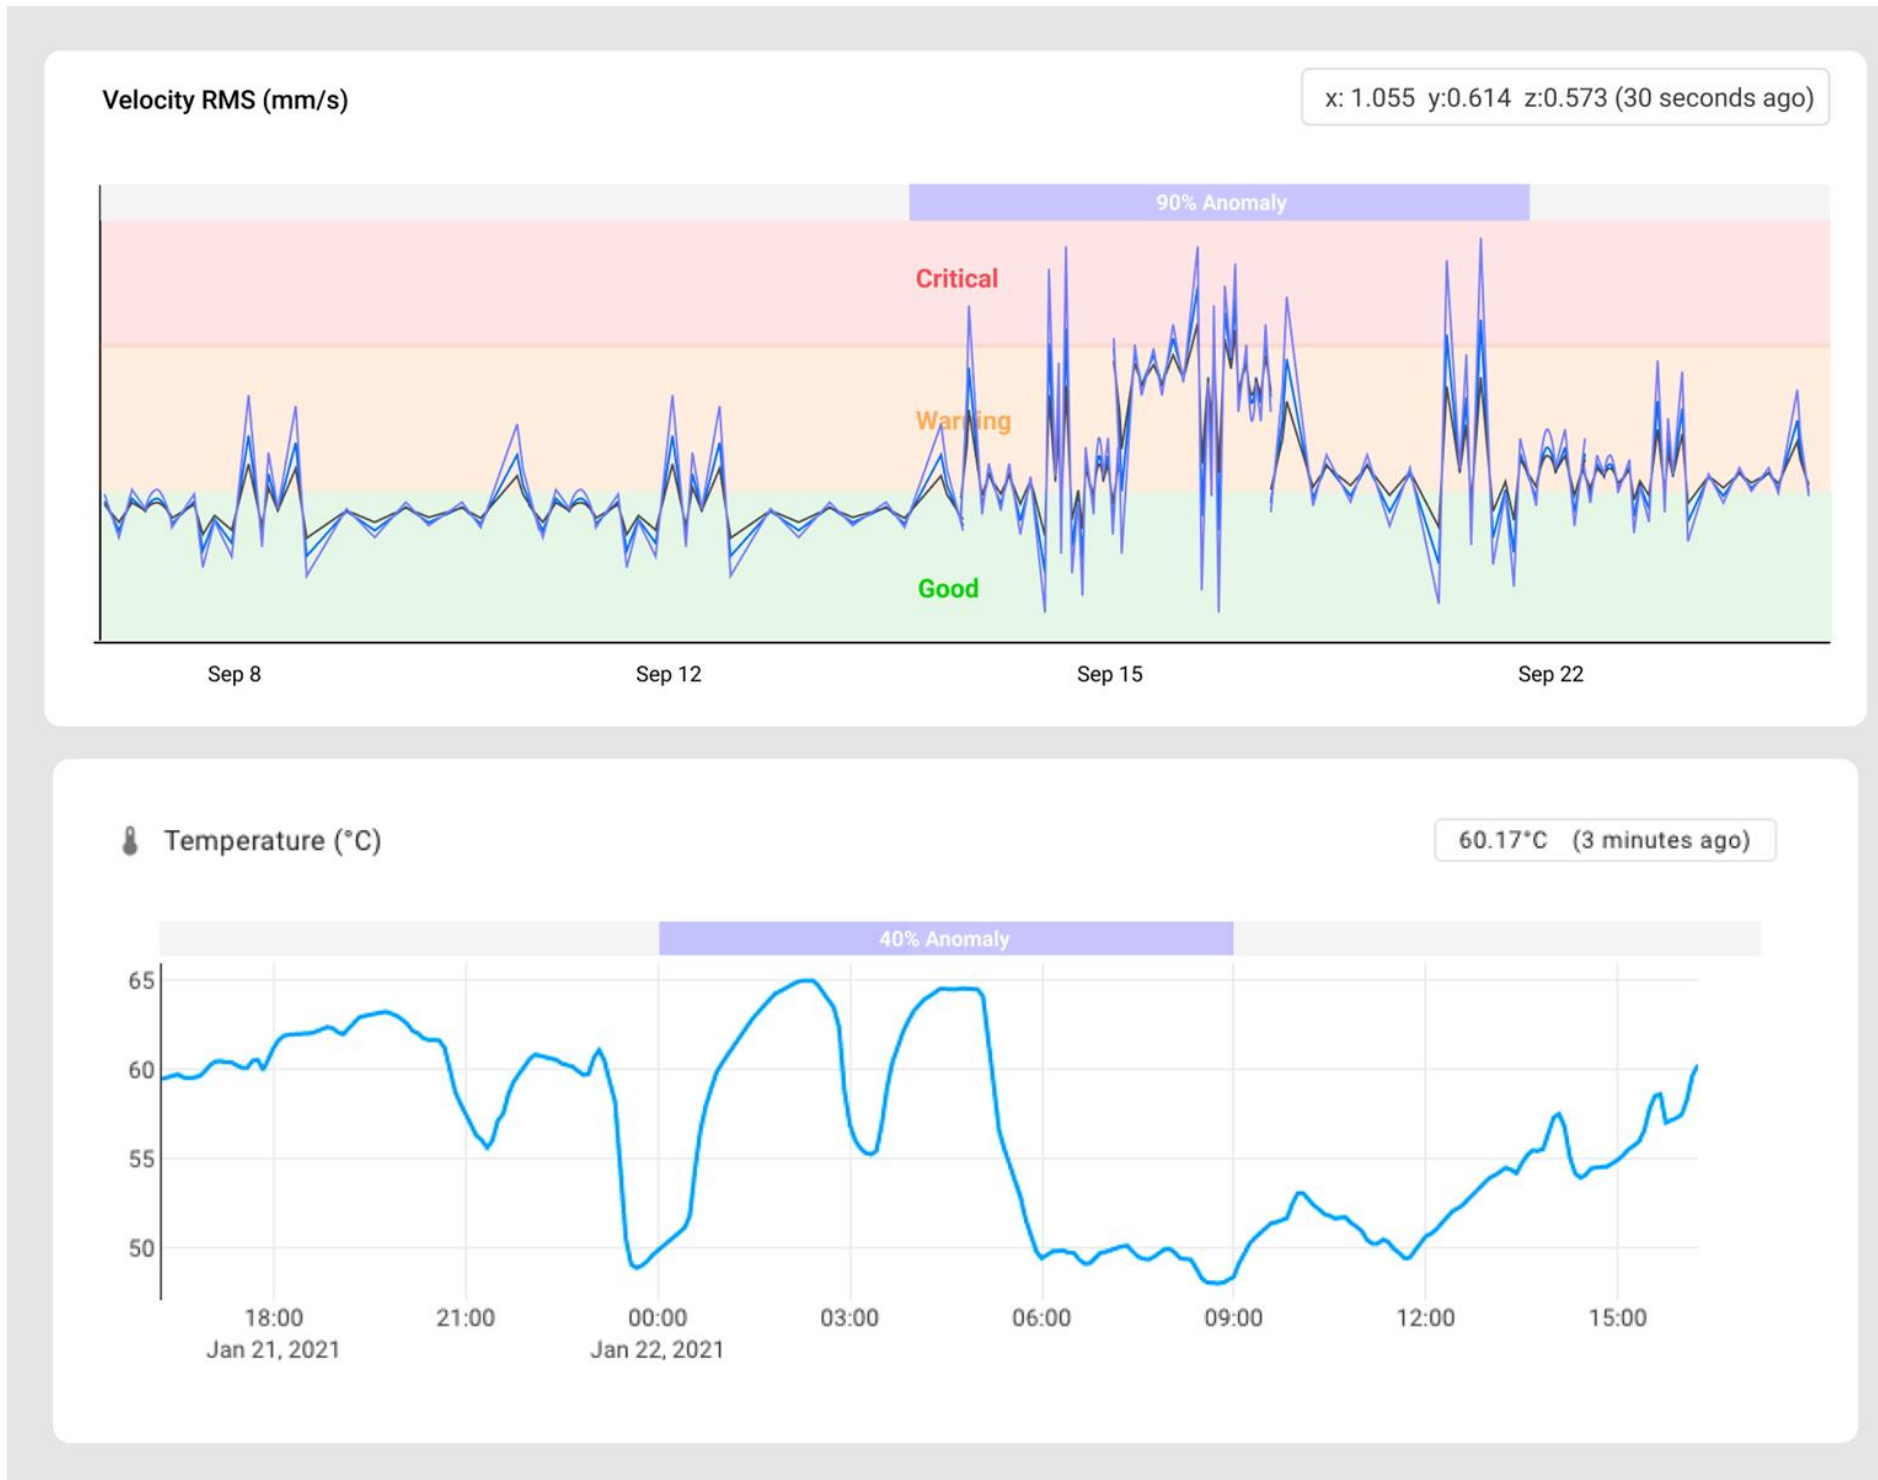 Velocity RMS (mm/s)
x: 1.055 y:0.614 z:0.573 (30 seconds ago)
90% Anomaly
Critical
Warning
Good
Sep 8 Sep 12 Sep 15 Sep 22
Temperature (°C)
60.17°C (3 minutes ago)
40% Anomaly
65
60
55
50
18:00 21:00 00:00 03:00 06:00 09:00 12:00 15:00
Jan 21, 2021 Jan 22, 2021